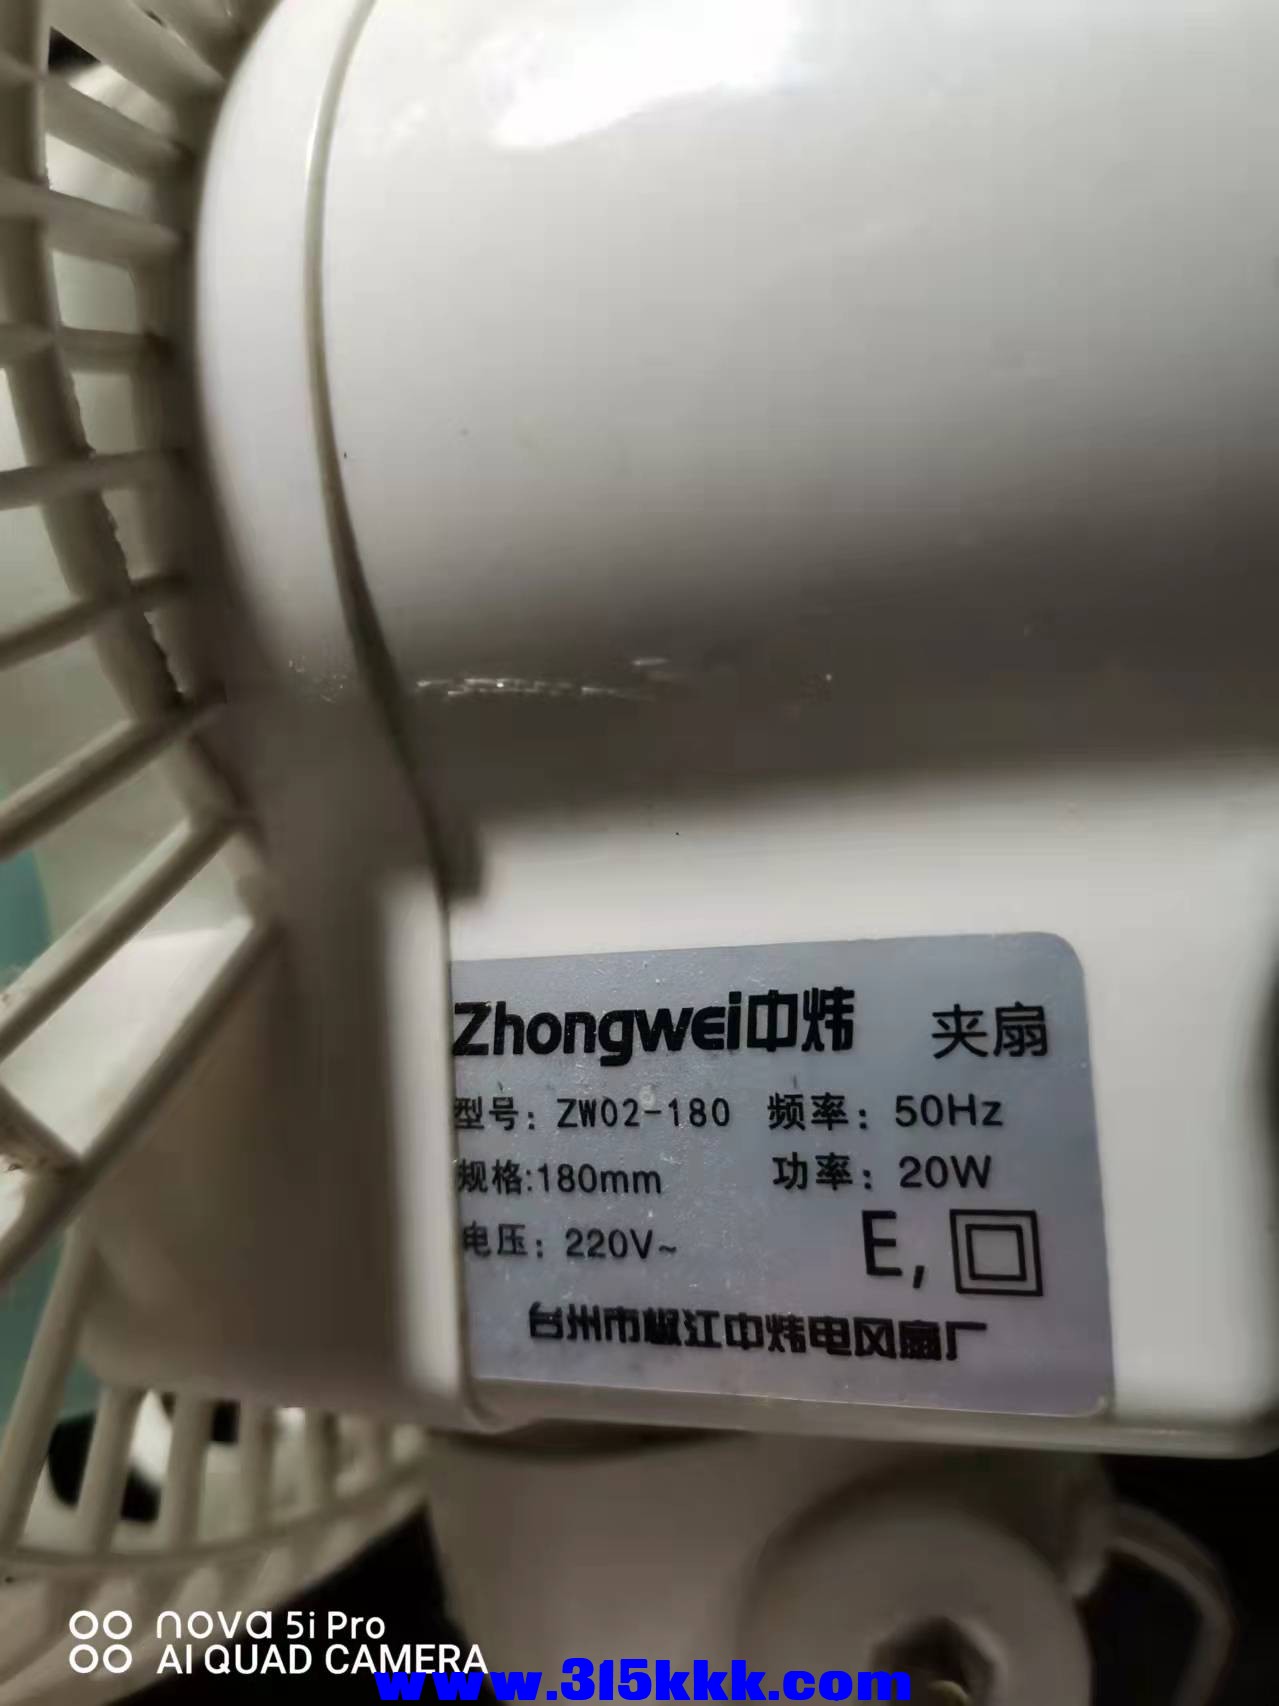 Zhongwei中炜 夹扇
型号：ZW02-180 频率：50Hz
规格:180mm 功率：20W
电压：220V~ E,
台州市椒江中炜电风扇厂
nova 5i Pro
AI QUAD CAMERA
www.315kkk.com